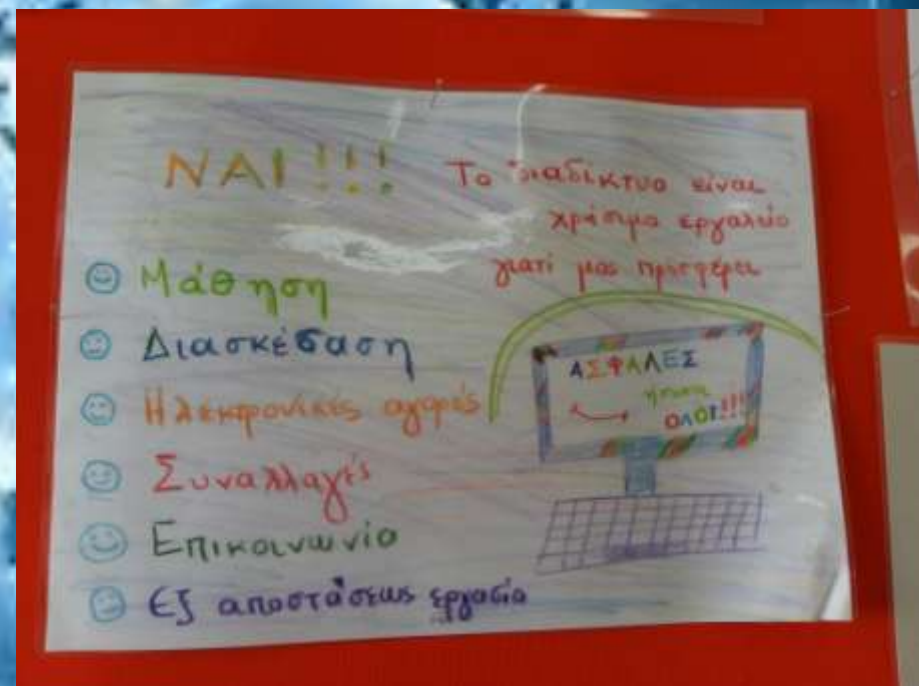 ΝΑΙ!!!
Το διαδίκτυο είναι
χρήσιμο εργαλείο
γιατί μας προσφέρει
Μάθηση
Διασκέδαση
Ηλεκτρονικές αγορές
Συναλλαγές
Επικοινωνία
Εξ αποστάσεως εργασία
ΑΣΦΑΛΕΣ
ΟΛΟΙ!!!